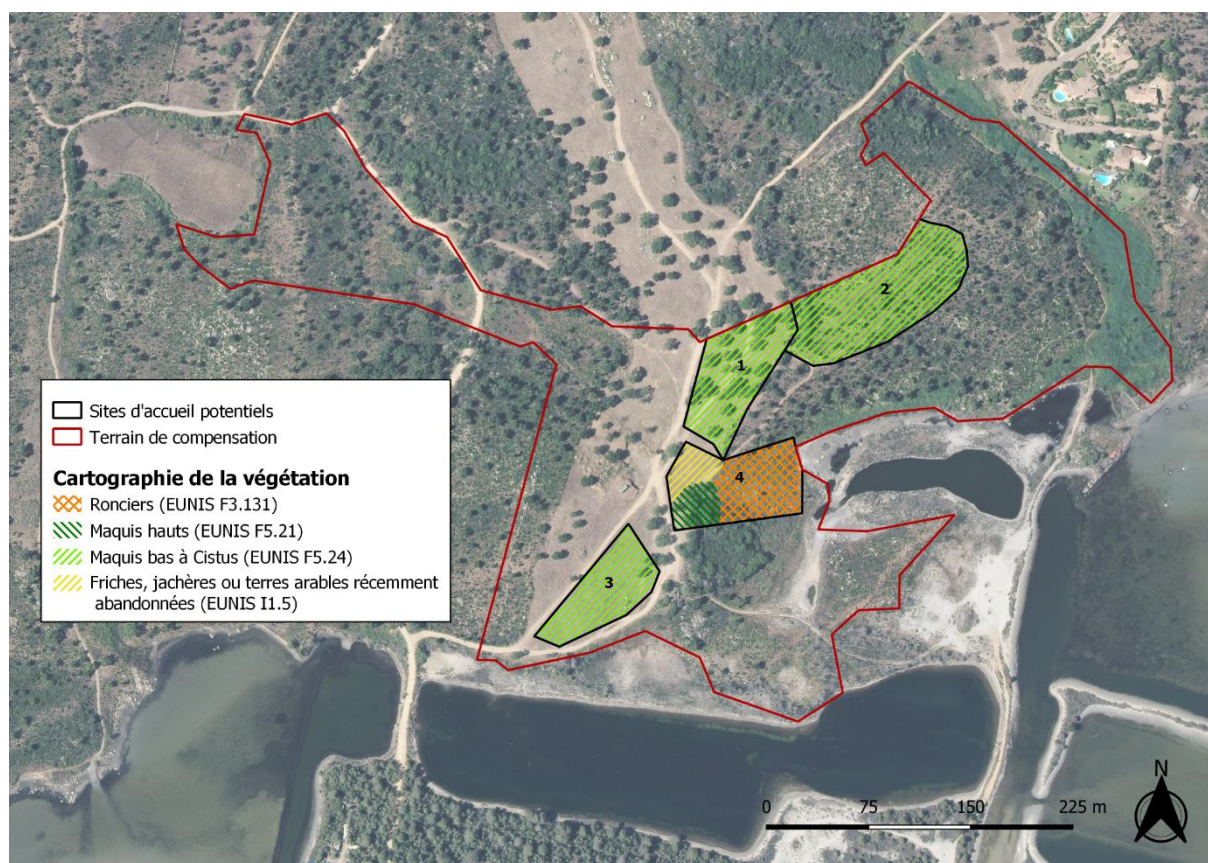 2
1
4
3
Sites d'accueil potentiels
Terrain de compensation
Cartographie de la végétation
Ronciers (EUNIS F3.131)
Maquis hauts (EUNIS F5.21)
Maquis bas à Cistus (EUNIS F5.24)
Friches, jachères ou terres arables récemment
abandonnées (EUNIS I1.5)
N
0 75 150 225 m